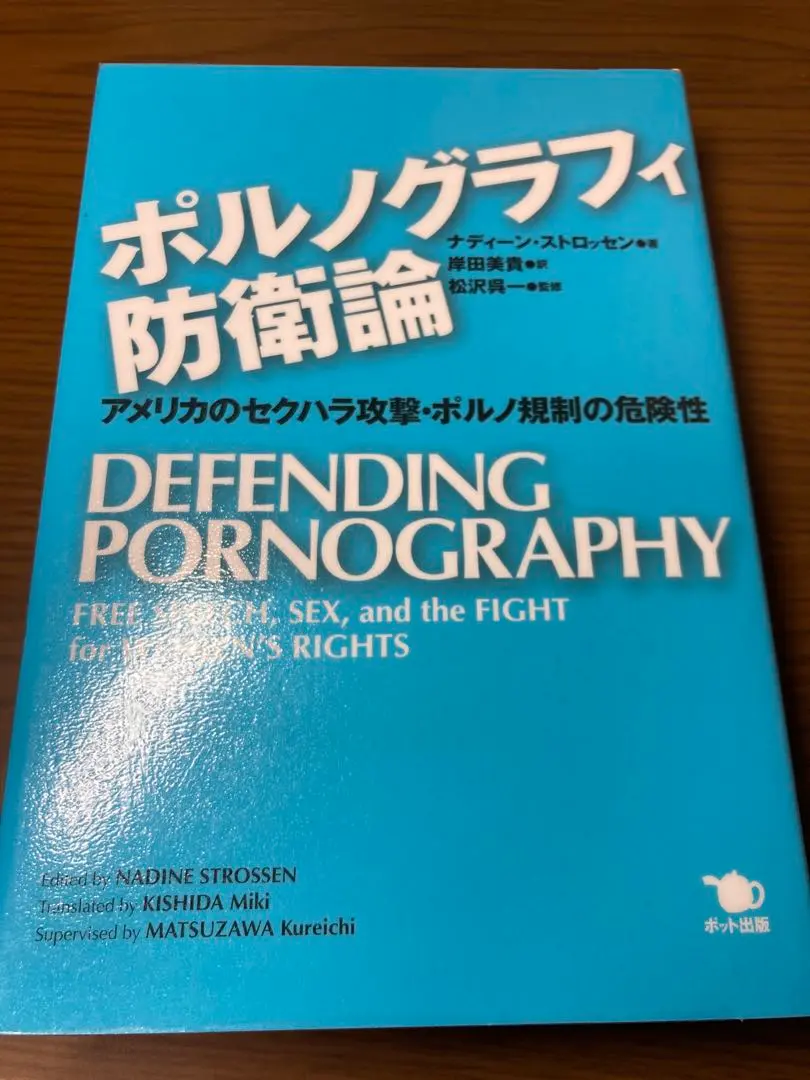 ポルノグラフィ
防衛論
ナディーン・ストロッセン●著
岸田美貴●訳
松沢呉一●監修
アメリカのセクハラ攻撃・ポルノ規制の危険性
DEFENDING
PORNOGRAPHY
FREE SPEECH, SEX, and the FIGHT
for WOMEN'S RIGHTS
Edited by NADINE STROSSEN
Translated by KISHIDA Miki
Supervised by MATSUZAWA Kureichi
ポット出版